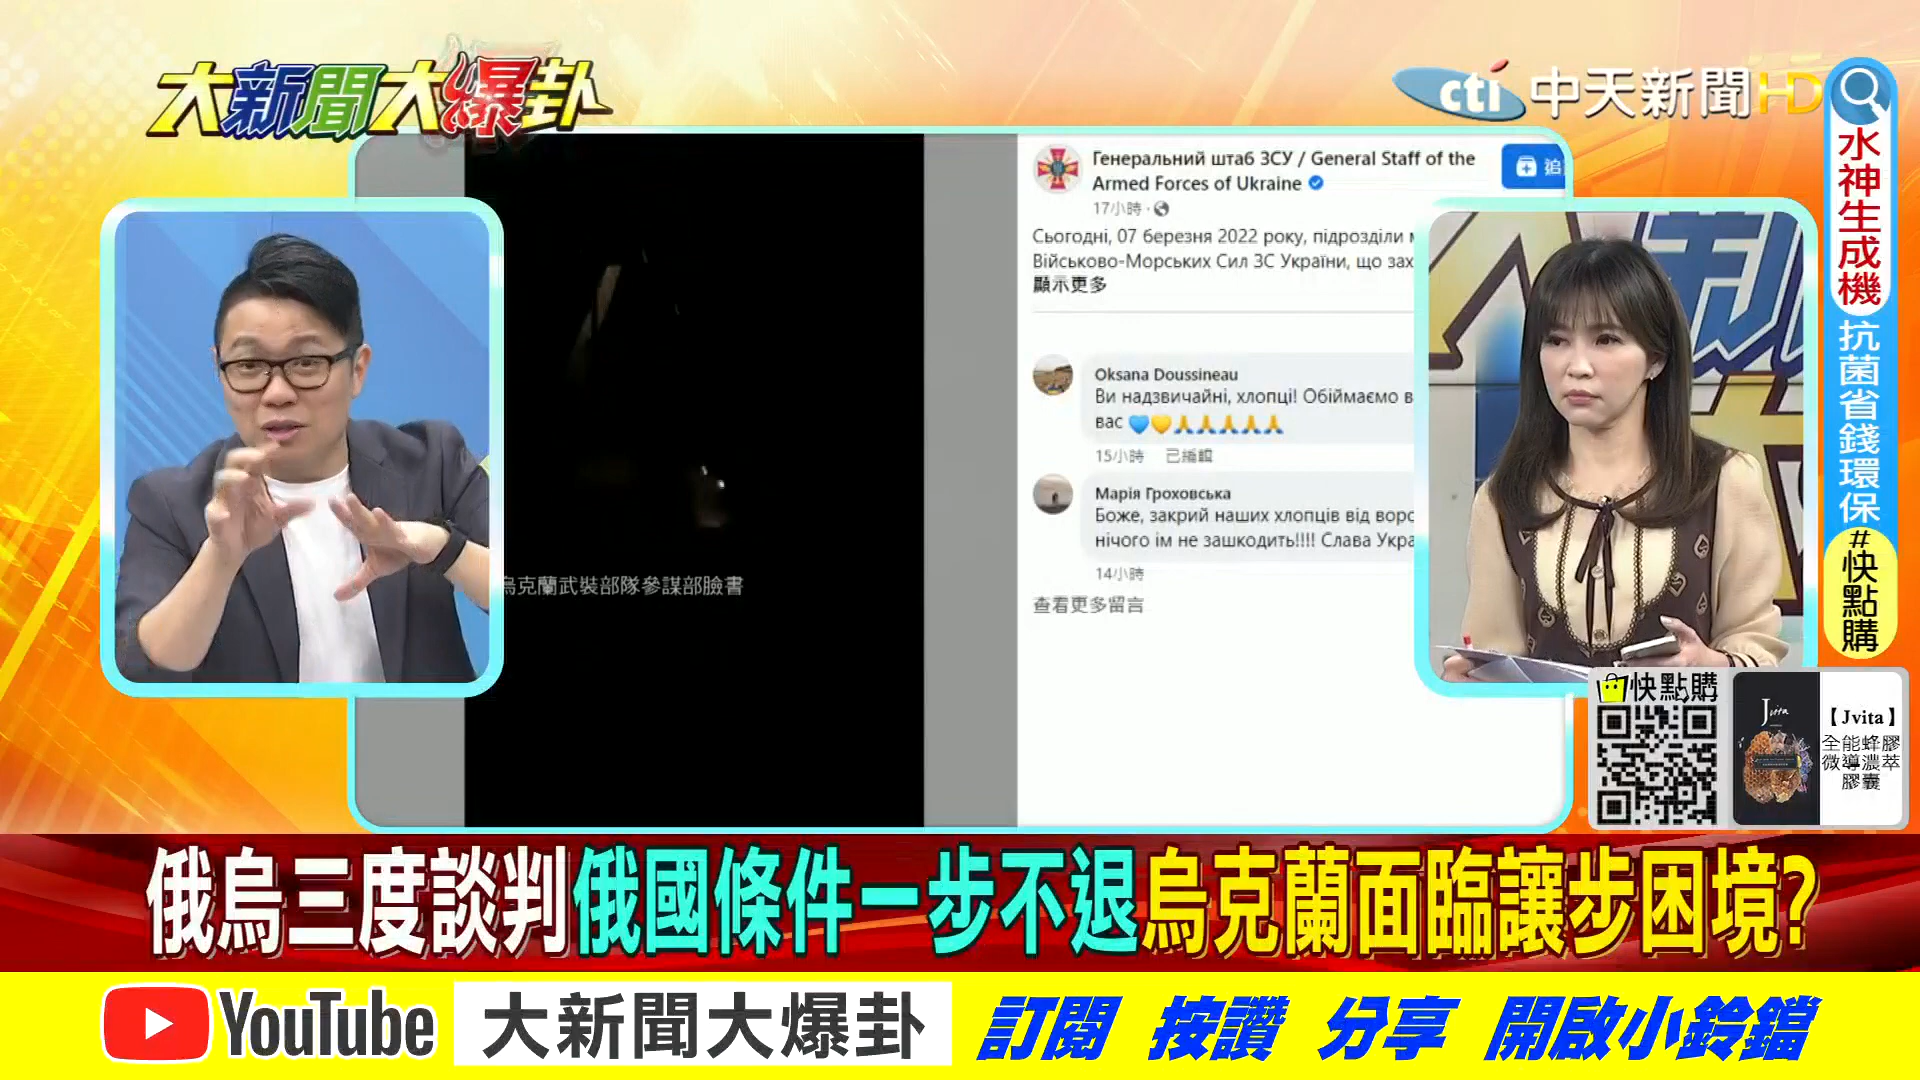 大新聞大爆卦
cti 中天新聞HD
水神生成機
抗菌省錢環保
#快點購
Генеральний штаб ЗСУ / General Staff of the
Armed Forces of Ukraine
追
17小時
Сьогодні, 07 березня 2022 року, підрозділи
Військово-Морських Сил ЗС України, що зах
顯示更多
Oksana Doussineau
Ви надзвичайні, хлопці! Обіймаємо в
вас 💙💛🙏🙏🙏🙏🙏
15小時 已編輯
Марія Гроховська
Боже, закрий наших хлопців від воро
нічого ім не зашкодить!!!! Слава Укра
14小時
查看更多留言
烏克蘭武裝部隊參謀部臉書
快點購
Jvita
【Jvita】
全能蜂膠
微導濃萃
膠囊
俄烏三度談判俄國條件一步不退烏克蘭面臨讓步困境?
YouTube 大新聞大爆卦 訂閱 按讚 分享 開啟小鈴鐺